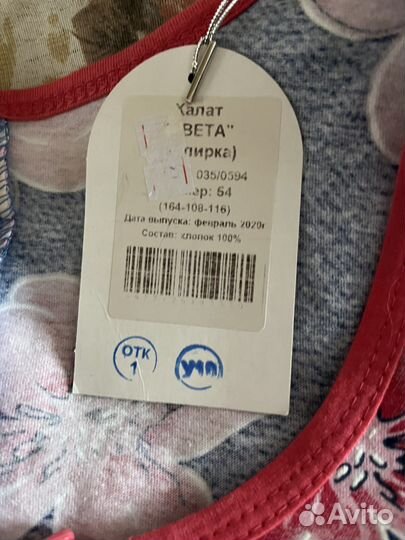 Халат
ВЕТА"
пирка)
035/0594
ер: 54
(164-108-116)
Дата выпуска: февраль 2020г
Состав: хлопок 100%
ОТК
1
Avito